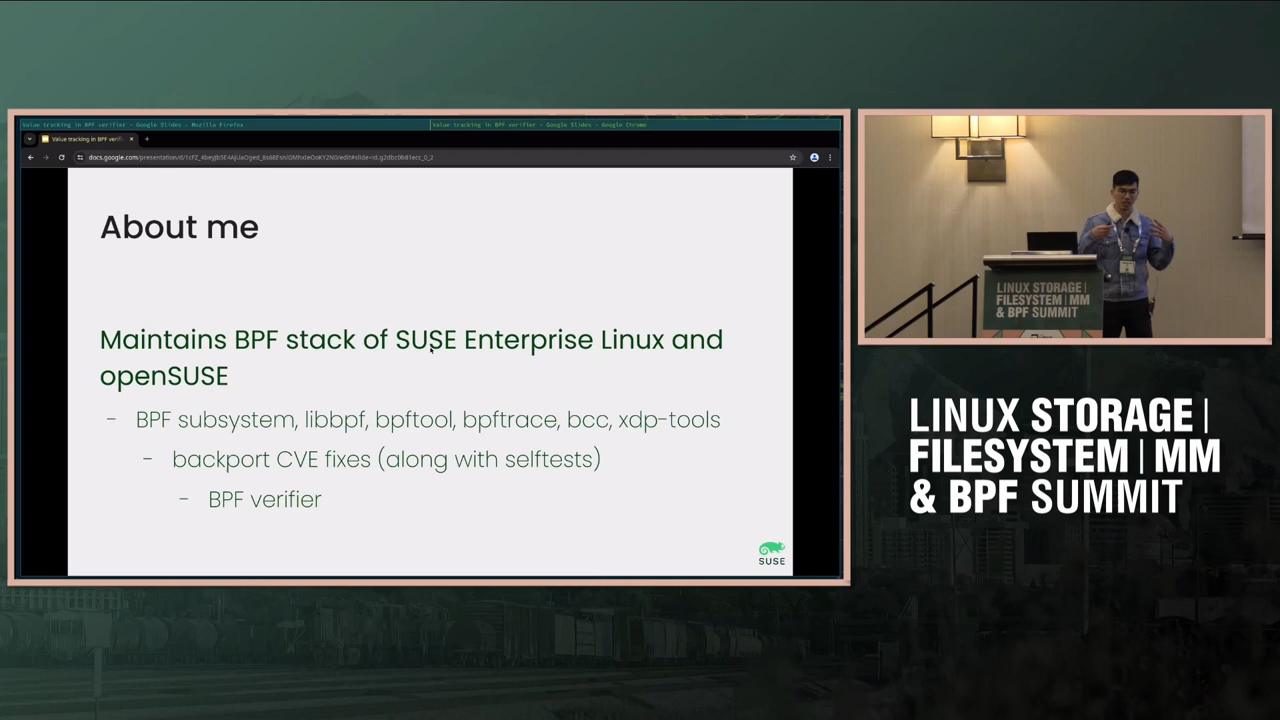 Value tracking in BPF verifier - Google Slides - Mozilla Firefox
Value tracking in BPF verifier - Google Slides - Google Chrome
Value tracking in BPF verifi
About me
Maintains BPF stack of SUSE Enterprise Linux and
openSUSE
- BPF subsystem, libbpf, bpftool, bpftrace, bcc, xdp-tools
- backport CVE fixes (along with selftests)
- BPF verifier
SUSE
LINUX STORAGE |
FILESYSTEM | MM
& BPF SUMMIT
LINUX STORAGE |
FILESYSTEM | MM
& BPF SUMMIT